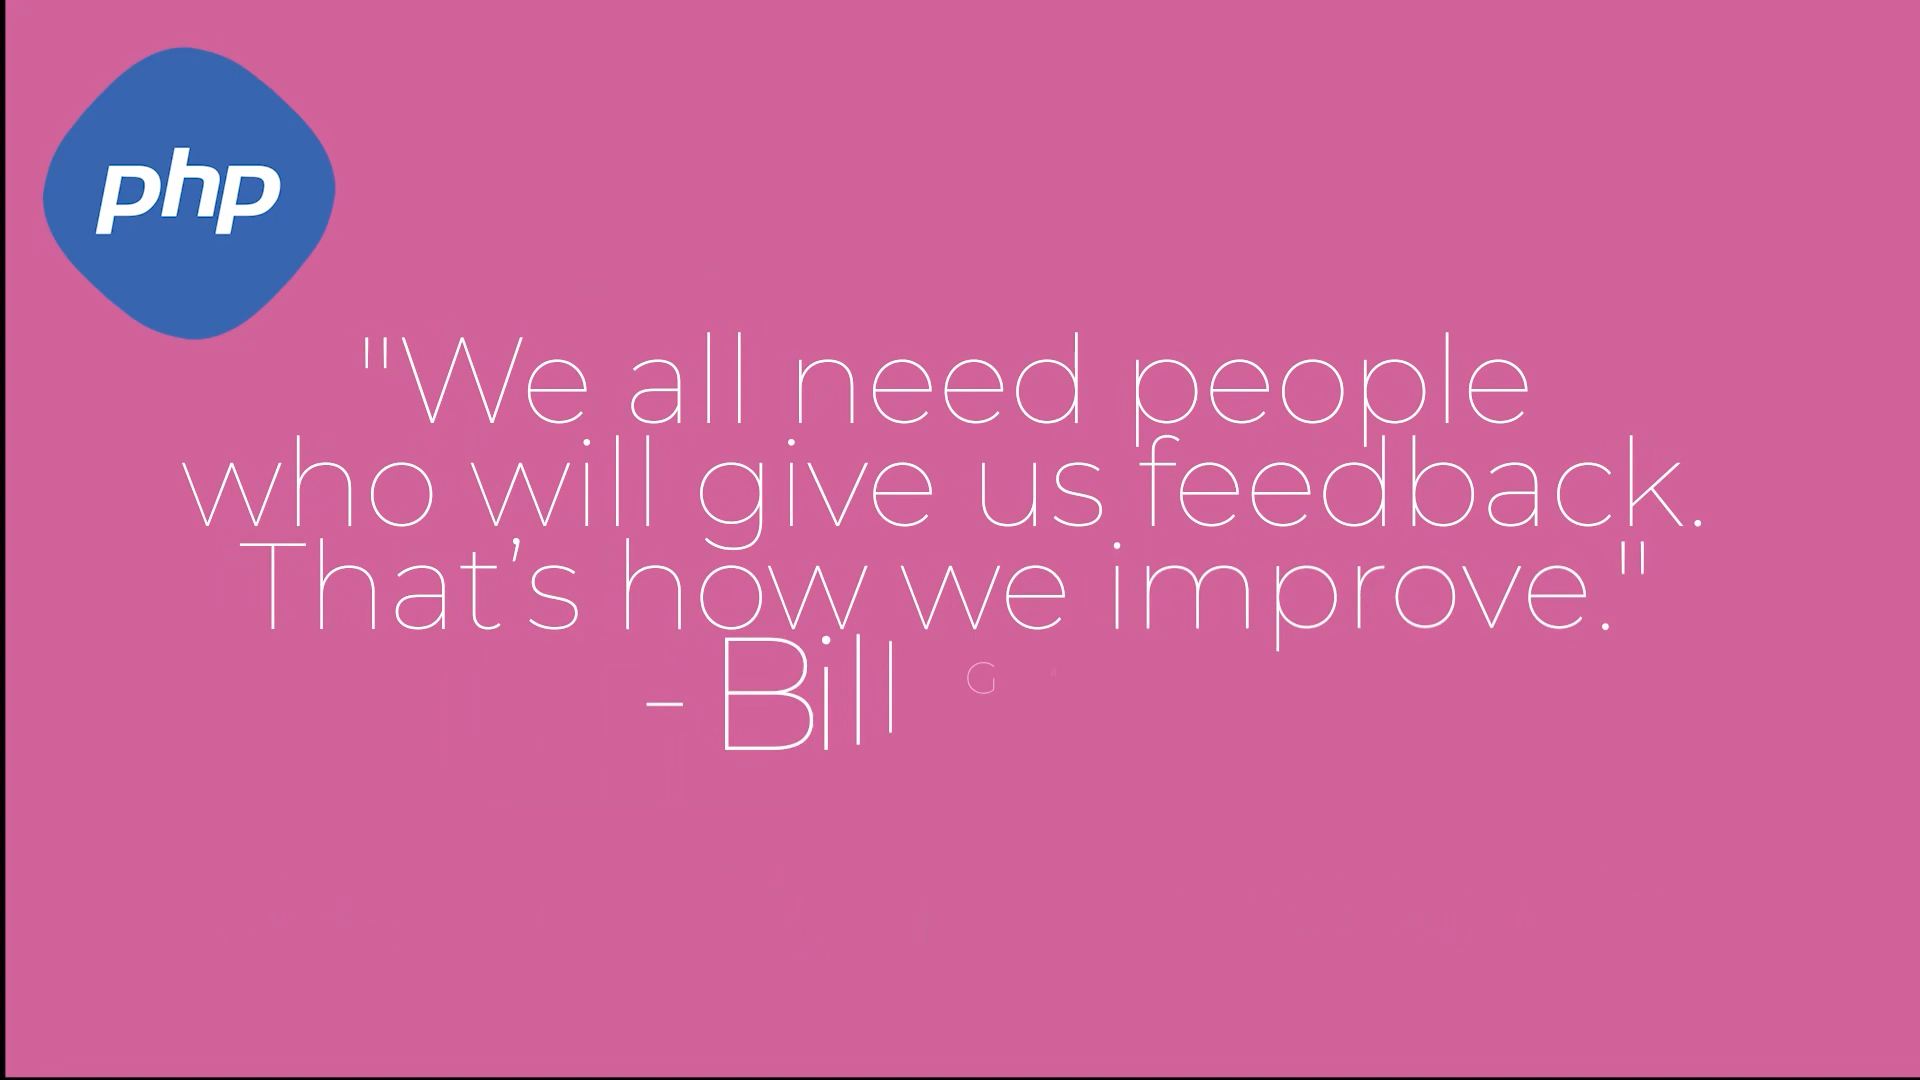 php
"We all need people
who will give us feedback.
That’s how we improve."
- Bill G